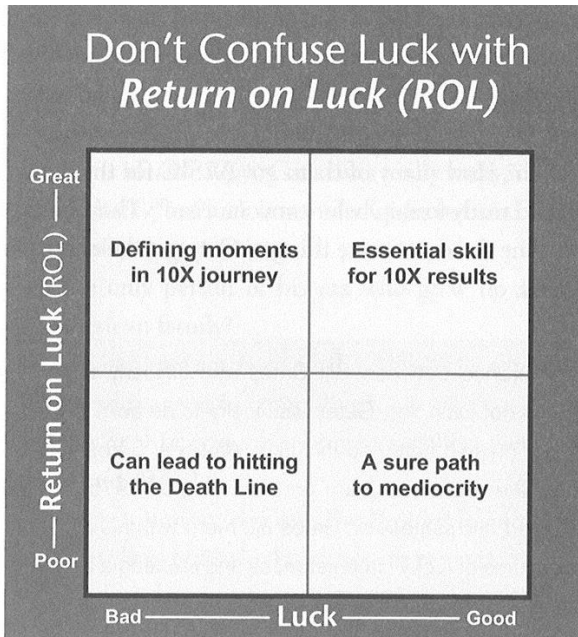 Don't Confuse Luck with
Return on Luck (ROL)
Great
Defining moments
in 10X journey
Essential skill
for 10X results
Return on Luck (ROL)
Can lead to hitting
the Death Line
A sure path
to mediocrity
Poor
Bad
Luck
Good